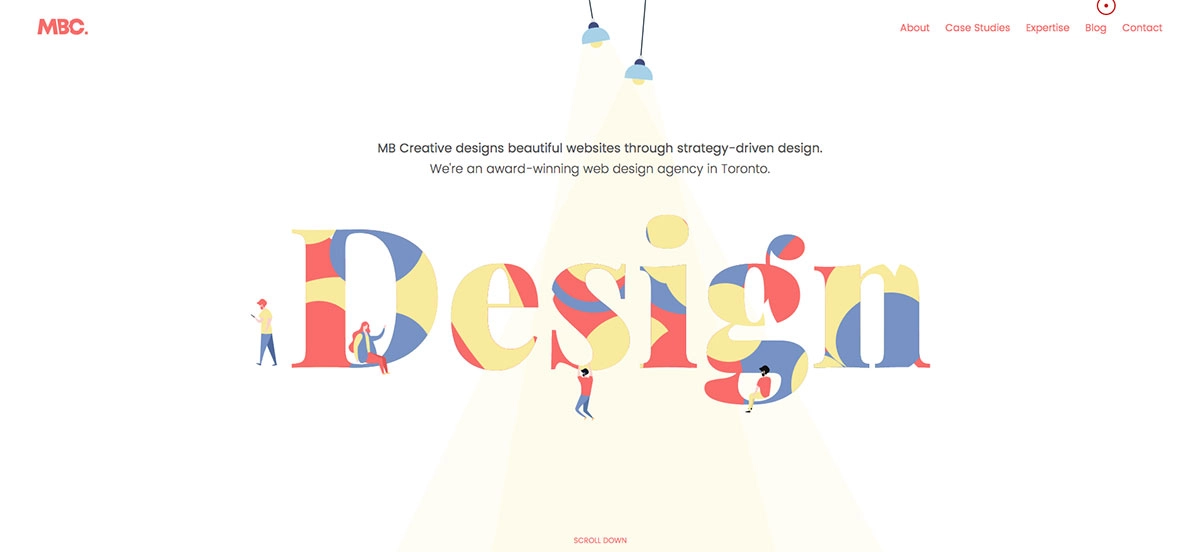 MBC.
About
Case Studies
Expertise
Blog
Contact
MB Creative designs beautiful websites through strategy-driven design.
We're an award-winning web design agency in Toronto.
Design
SCROLL DOWN